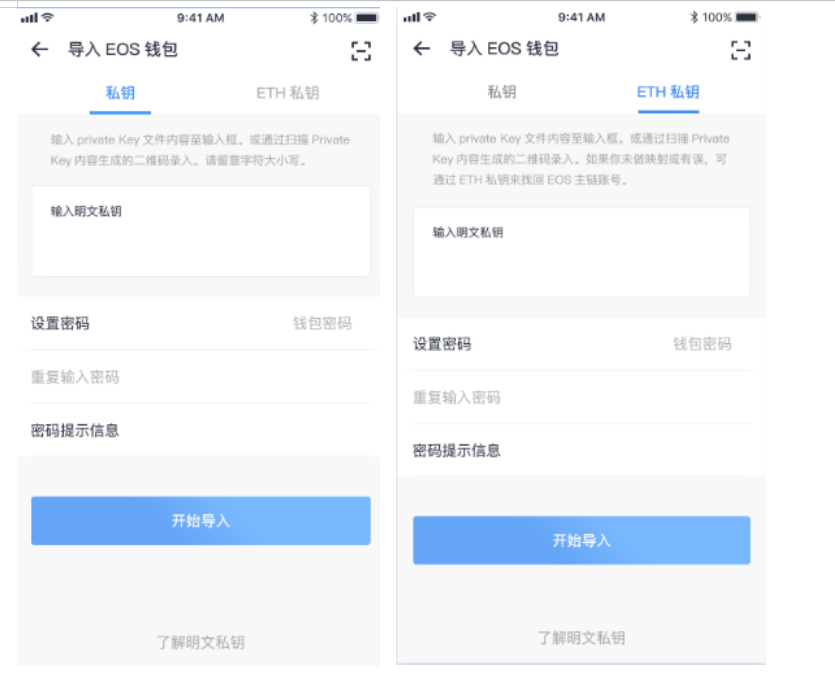 9:41 AM
100%
导入 EOS 钱包
私钥
ETH 私钥
输入 private Key 文件内容至输入框。或通过扫描 Private
Key 内容生成的二维码录入。请留意字符大小写。
输入明文私钥
设置密码
钱包密码
重复输入密码
密码提示信息
开始导入
了解明文私钥
9:41 AM
100%
导入 EOS 钱包
私钥
ETH 私钥
输入 private Key 文件内容至输入框。或通过扫描 Private
Key 内容生成的二维码录入。如果你未做映射或有误，可
通过 ETH 私钥来找回 EOS 主链账号。
输入明文私钥
设置密码
钱包密码
重复输入密码
密码提示信息
开始导入
了解明文私钥